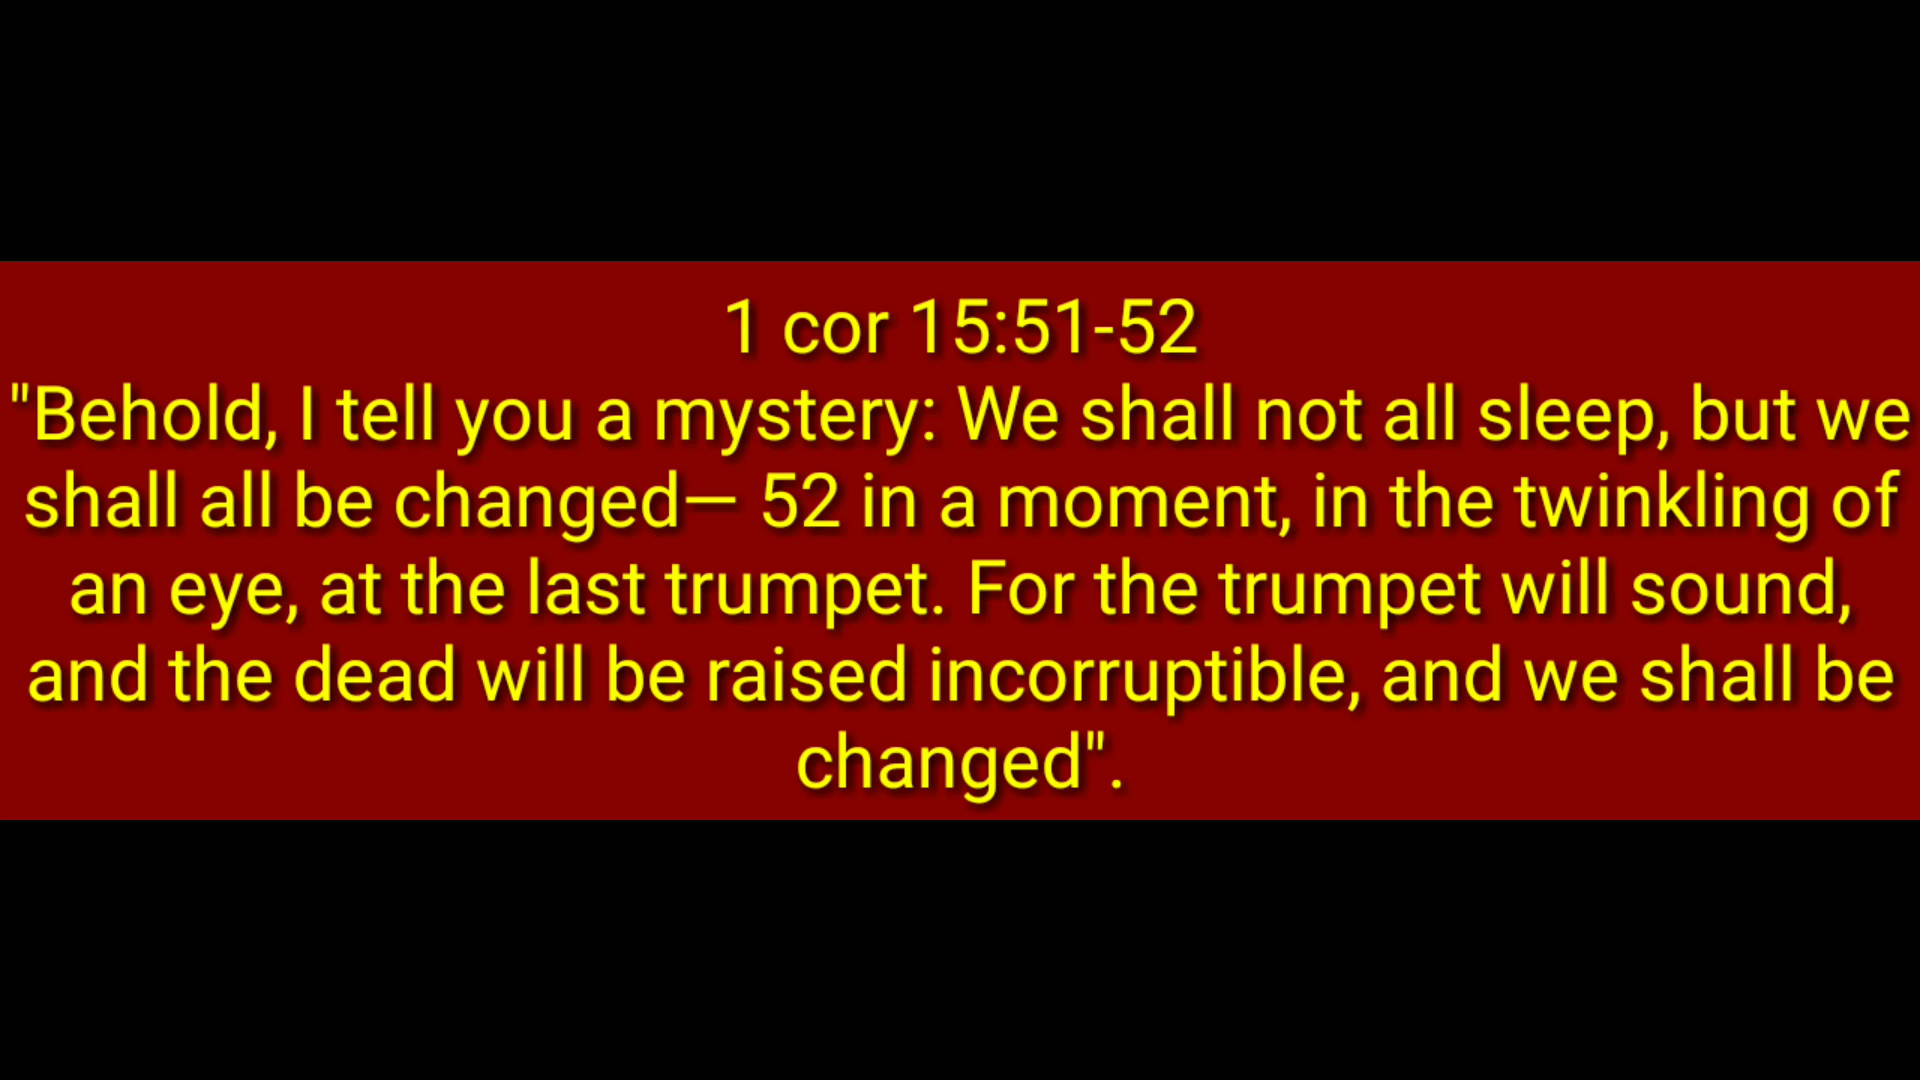 1 cor 15:51-52
"Behold, I tell you a mystery: We shall not all sleep, but we
shall all be changed— 52 in a moment, in the twinkling of
an eye, at the last trumpet. For the trumpet will sound,
and the dead will be raised incorruptible, and we shall be
changed".